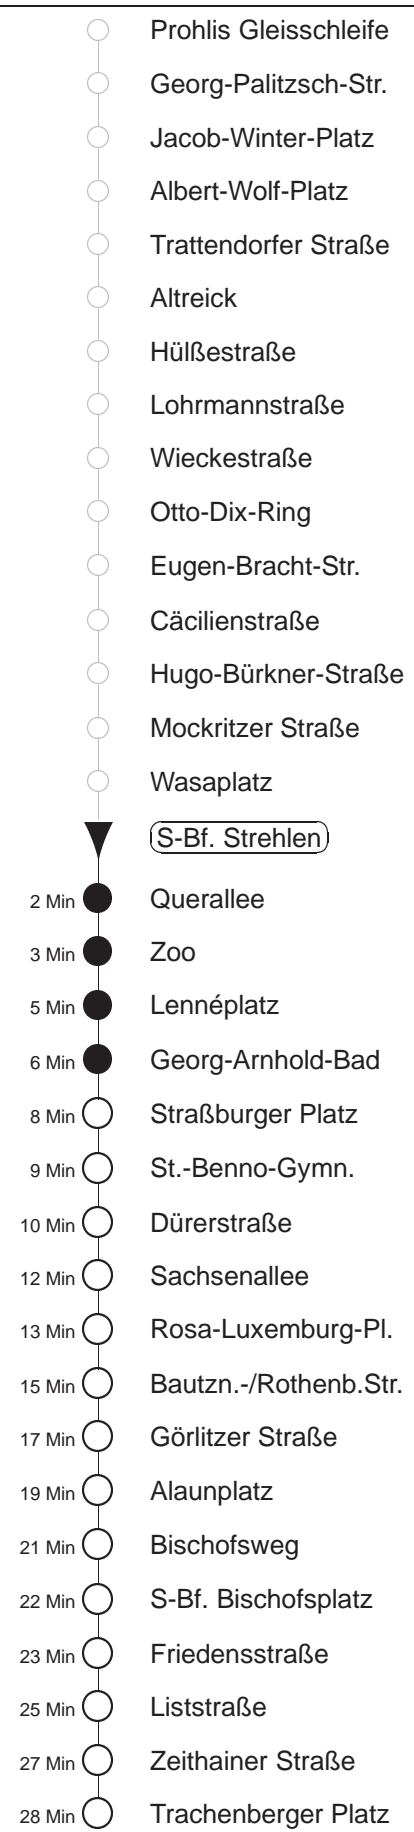 Prohlis Gleisschleife
Georg-Palitzsch-Str.
Jacob-Winter-Platz
Albert-Wolf-Platz
Trattendorfer Straße
Altreick
Hülßestraße
Lohrmannstraße
Wieckestraße
Otto-Dix-Ring
Eugen-Bracht-Str.
Cäcilienstraße
Hugo-Bürkner-Straße
Mockritzer Straße
Wasaplatz
S-Bf. Strehlen
2 Min Querallee
3 Min Zoo
5 Min Lennéplatz
6 Min Georg-Arnhold-Bad
8 Min Straßburger Platz
9 Min St.-Benno-Gymn.
10 Min Dürerstraße
12 Min Sachsenallee
13 Min Rosa-Luxemburg-Pl.
15 Min Bautzn.-/Rothenb.Str.
17 Min Görlitzer Straße
19 Min Alaunplatz
21 Min Bischofsweg
22 Min S-Bf. Bischofsplatz
23 Min Friedensstraße
25 Min Liststraße
27 Min Zeithainer Straße
28 Min Trachenberger Platz